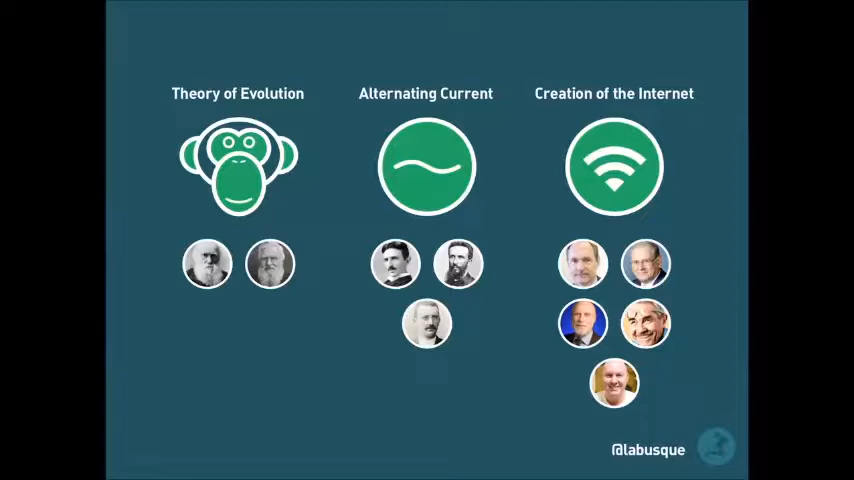 Theory of Evolution
Alternating Current
Creation of the Internet
@labusque